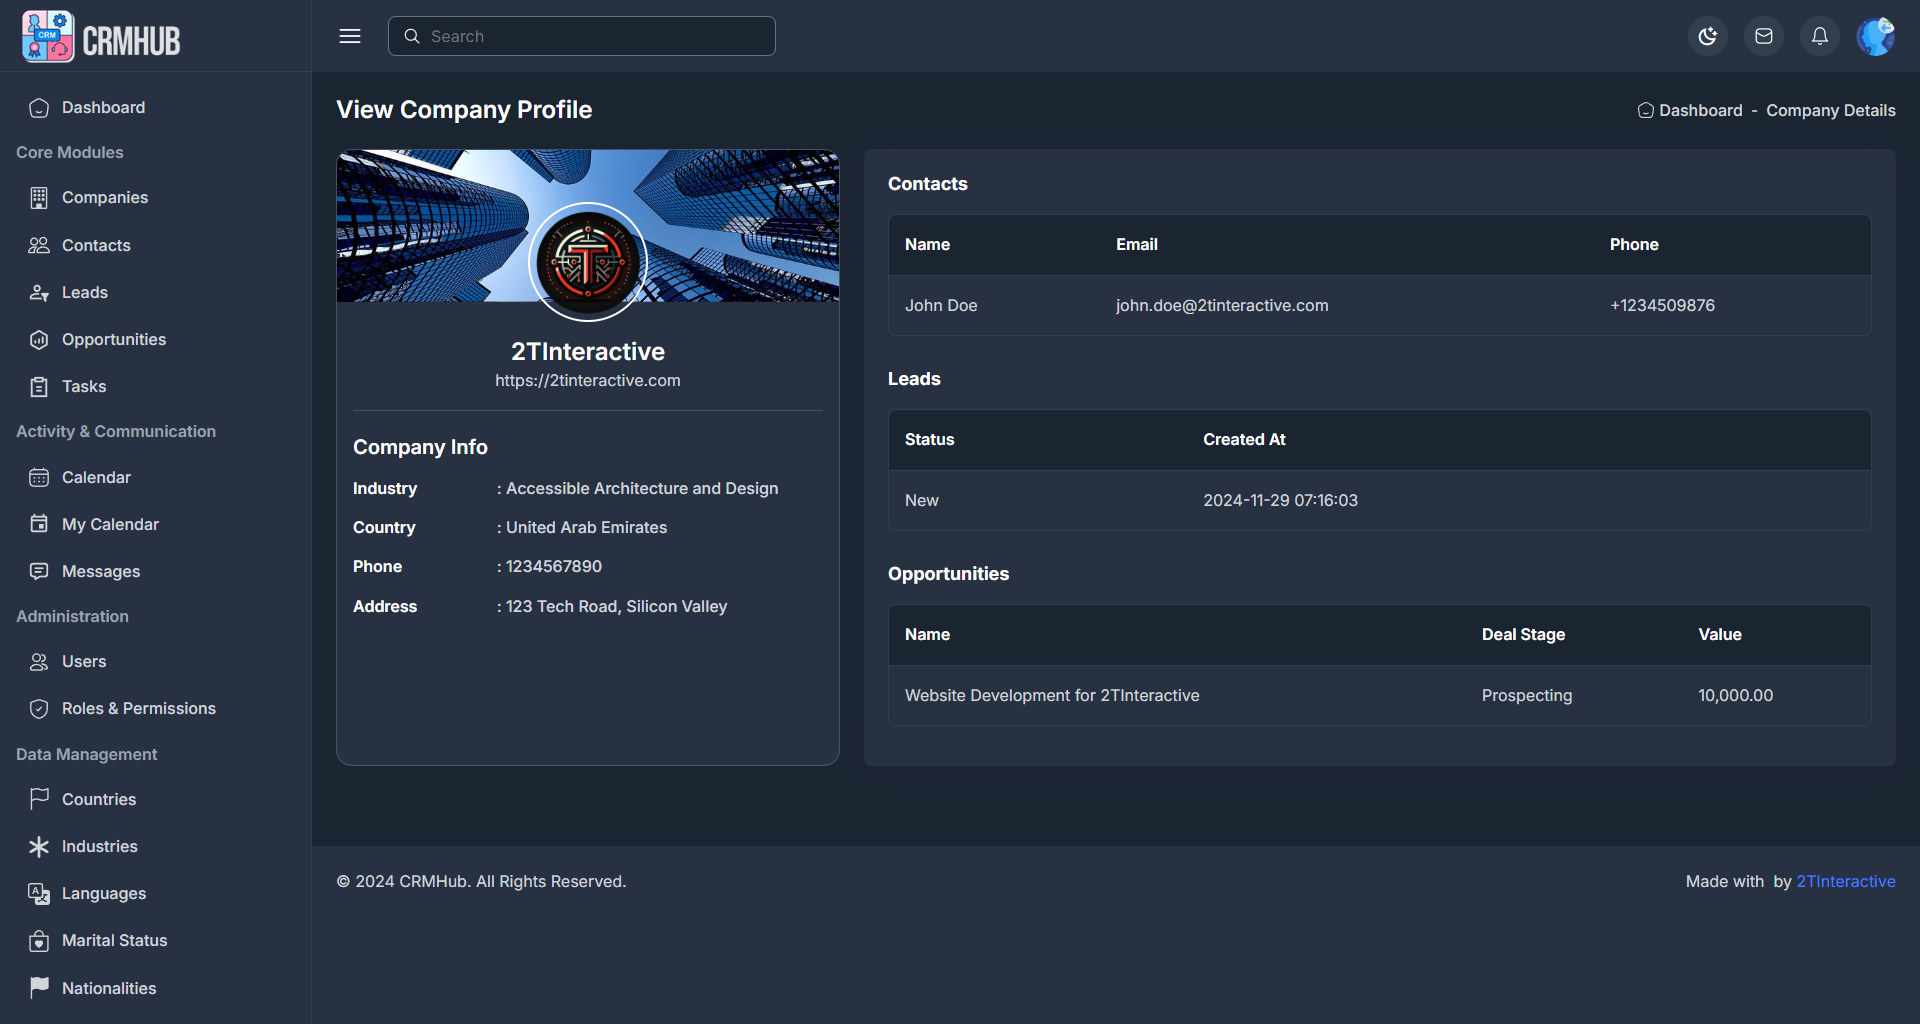 CRM
CRMHUB
Search
Dashboard
Core Modules
Companies
Contacts
Leads
Opportunities
Tasks
Activity & Communication
Calendar
My Calendar
Messages
Administration
Users
Roles & Permissions
Data Management
Countries
Industries
Languages
Marital Status
Nationalities
View Company Profile
Dashboard - Company Details
2TInteractive
https://2tinteractive.com
Company Info
Industry : Accessible Architecture and Design
Country : United Arab Emirates
Phone : 1234567890
Address : 123 Tech Road, Silicon Valley
Contacts
Name Email Phone
John Doe john.doe@2tinteractive.com +1234509876
Leads
Status Created At
New 2024-11-29 07:16:03
Opportunities
Name Deal Stage Value
Website Development for 2TInteractive Prospecting 10,000.00
© 2024 CRMHub. All Rights Reserved.
Made with by 2TInteractive